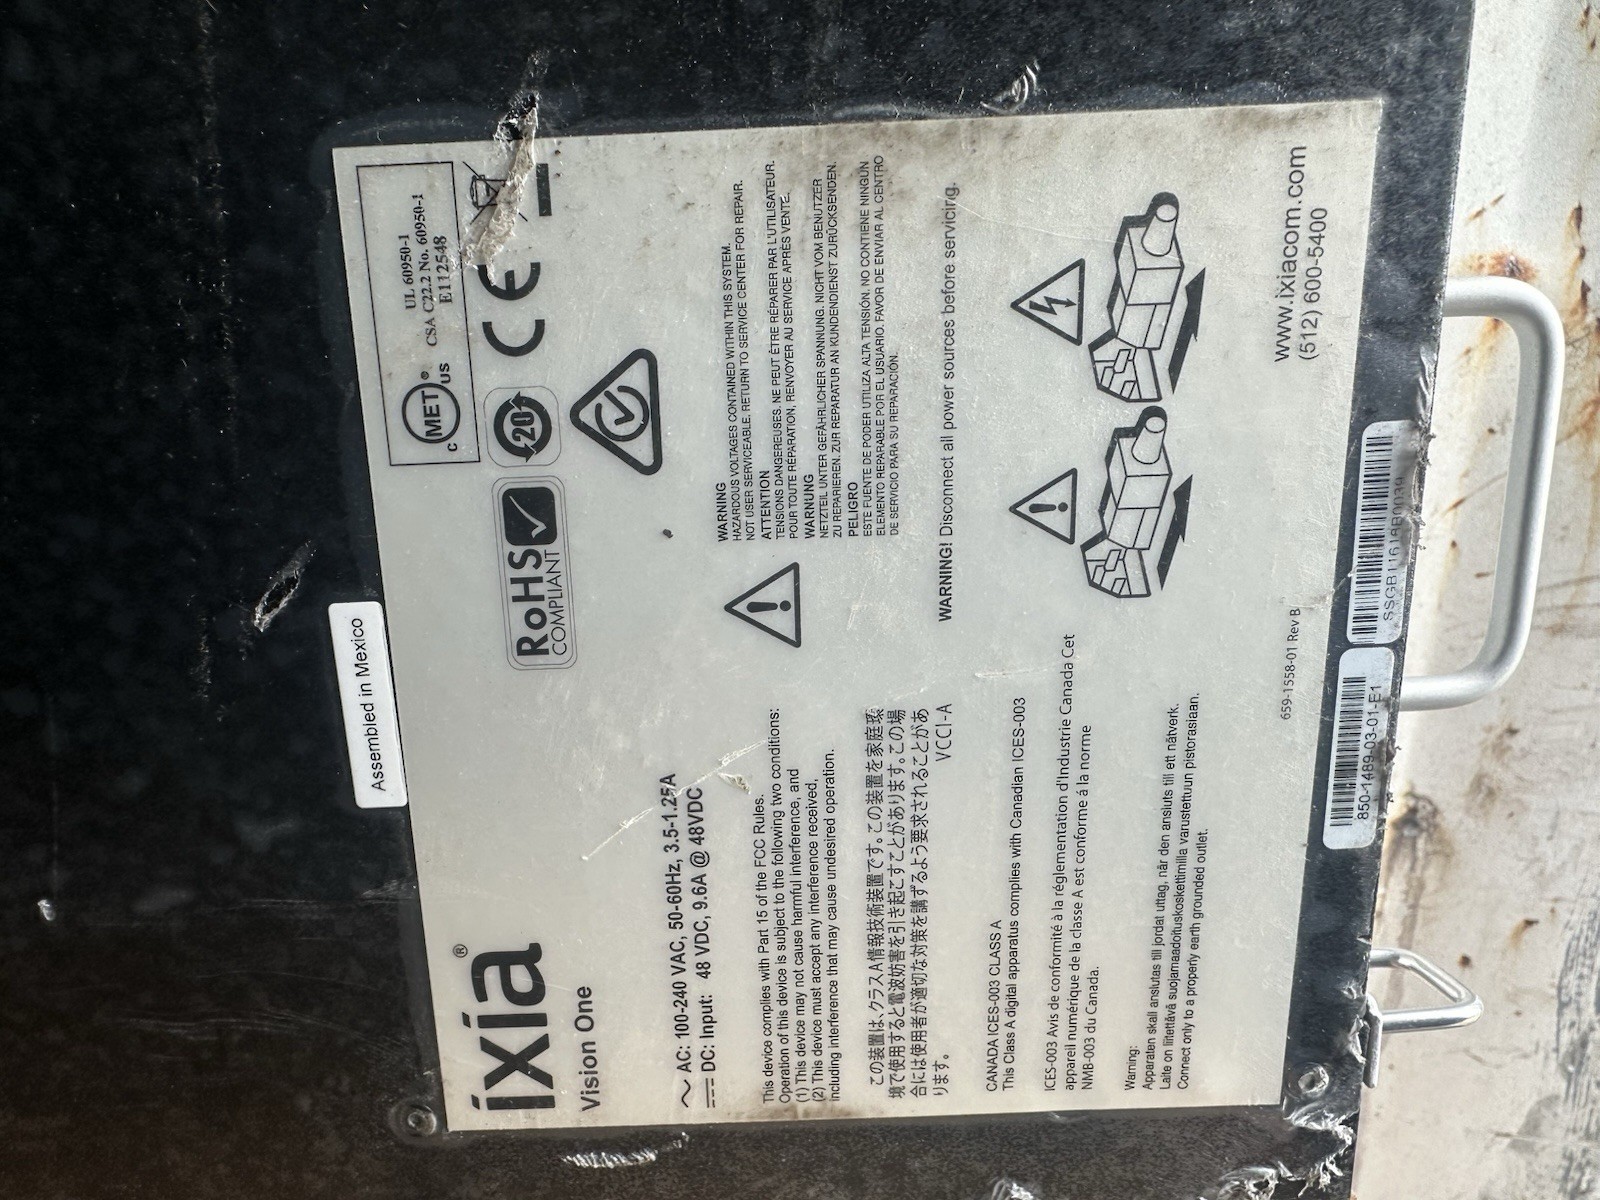 Assembled in Mexico
ixia®
Vision One
AC: 100-240 VAC, 50-60Hz, 3.5-1.25A
DC: Input: 48 VDC, 9.6A @ 48VDC
RoHS
COMPLIANT
20
c MET® US
UL 60950-1
CSA C22.2 No. 60950-1
E112548
CE
This device complies with Part 15 of the FCC Rules.
Operation of this device is subject to the following two conditions:
(1) This device may not cause harmful interference, and
(2) This device must accept any interference received,
including interference that may cause undesired operation.
この装置は、クラスA情報技術装置です。この装置を家庭環
境で使用すると電波妨害を引き起こすことがあります。この場
合には使用者が適切な対策を講ずるよう要求されることがあ
ります。
VCCI-A
CANADA ICES-003 CLASS A
This Class A digital apparatus complies with Canadian ICES-003
ICES-003 Avis de conformité à la réglementation d'Industrie Canada Cet
appareil numérique de la classe A est conforme à la norme
NMB-003 du Canada.
Warning:
Apparaten skall anslutas till jordat uttag, när den ansluts till ett nätverk.
Laite on liitettävä suojamaadoituskoskettimilla varustettuun pistorasiaan.
Connect only to a properly earth grounded outlet.
WARNING
HAZARDOUS VOLTAGES CONTAINED WITHIN THIS SYSTEM.
NOT USER SERVICEABLE. RETURN TO SERVICE CENTER FOR REPAIR.
ATTENTION
TENSIONS DANGEREUSES. NE PEUT ÊTRE RÉPARER PAR L'UTILISATEUR.
POUR TOUTE RÉPARATION, RENVOYER AU SERVICE APRÈS VENTE.
WARNUNG
NETZTEIL UNTER GEFÄHRLICHER SPANNUNG. NICHT VOM BENUTZER
ZU REPARIEREN. ZUR REPARATUR AN KUNDENDIENST ZURÜCKSENDEN.
PELIGRO
ESTE FUENTE DE PODER UTILIZA ALTA TENSIÓN. NO CONTIENE NINGUN
ELEMENTO REPARABLE POR EL USUARIO. FAVOR DE ENVIAR AL CENTRO
DE SERVICIO PARA SU REPARACIÓN.
WARNING! Disconnect all power sources before servicing.
659-1558-01 Rev B
www.ixiacom.com
(512) 600-5400
850-1489-03-01-E1